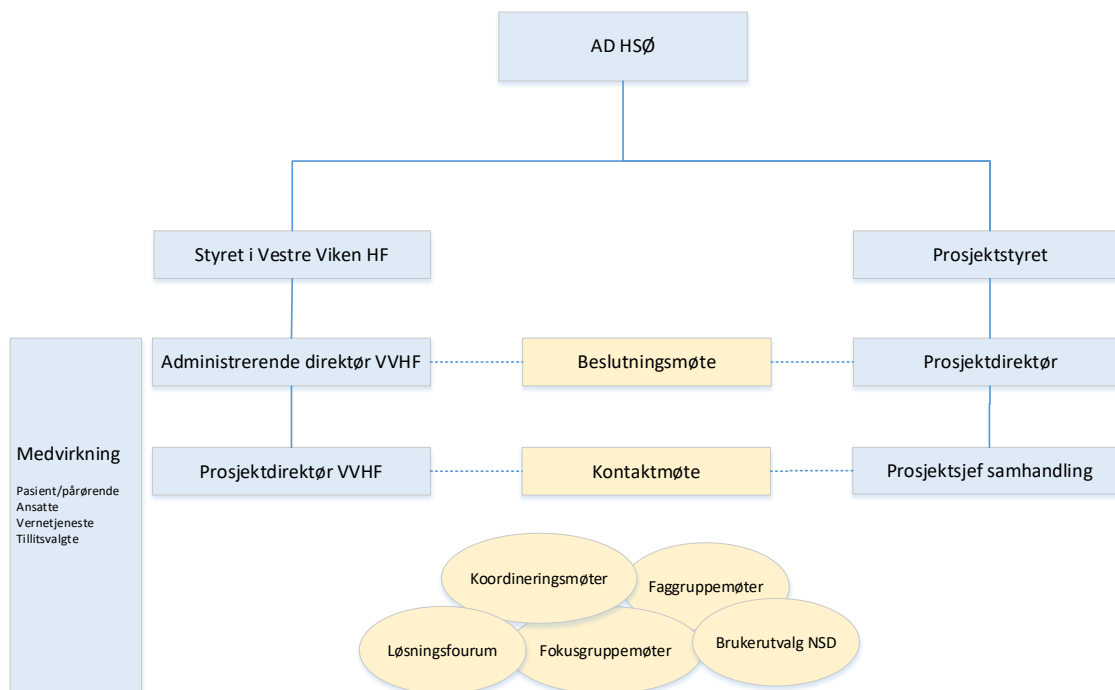 AD HSØ
Styret i Vestre Viken HF
Prosjektstyret
Administrerende direktør VVHF
Beslutningsmøte
Prosjektdirektør
Medvirkning
Pasient/pårørende
Ansatte
Vernetjeneste
Tillitsvalgte
Prosjektdirektør VVHF
Kontaktmøte
Prosjektsjef samhandling
Koordineringsmøter
Faggruppemøter
Løsningsfourum
Fokusgruppemøter
Brukerutvalg NSD